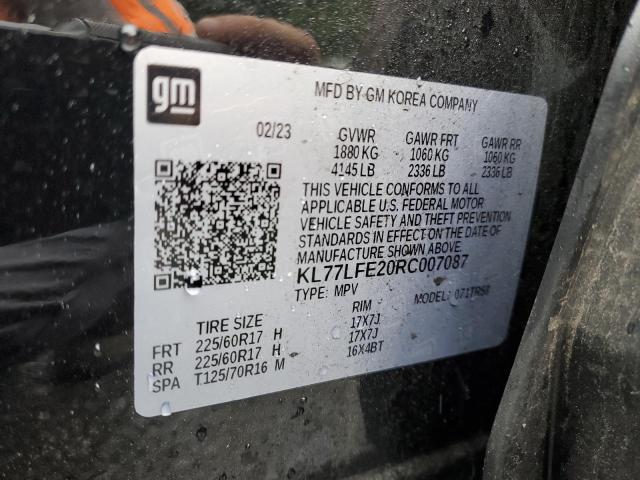 gm
MFD BY GM KOREA COMPANY
02/23 GVWR GAWR FRT GAWR RR
1880 KG 1060 KG 1060 KG
4145 LB 2336 LB 2336 LB
THIS VEHICLE CONFORMS TO ALL
APPLICABLE U.S. FEDERAL MOTOR
VEHICLE SAFETY AND THEFT PREVENTION
STANDARDS IN EFFECT ON THE DATE OF
MANUFACTURE SHOWN ABOVE.
KL77LFE20RC007087
TYPE: MPV MODEL:
TIRE SIZE RIM
FRT 225/60R17 H 17X7J
RR 225/60R17 H 17X7J
SPA T125/70R16 M 16X4BT